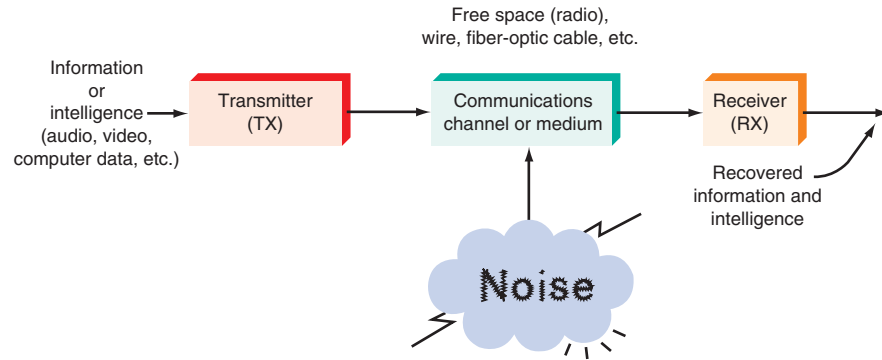 Free space (radio),
wire, fiber-optic cable, etc.
Information
or
intelligence
(audio, video,
computer data, etc.)
Transmitter
(TX)
Communications
channel or medium
Receiver
(RX)
Recovered
information and
intelligence
Noise